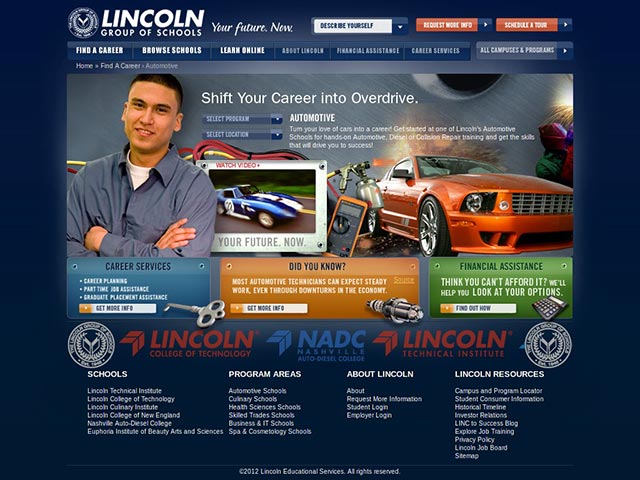 LINCOLN
GROUP OF SCHOOLS
Your future. Now.
DESCRIBE YOURSELF
REQUEST MORE INFO
SCHEDULE A TOUR
FIND A CAREER
BROWSE SCHOOLS
LEARN ONLINE
ABOUT LINCOLN
FINANCIAL ASSISTANCE
CAREER SERVICES
ALL CAMPUSES & PROGRAMS
Home » Find A Career › Automotive
Shift Your Career into Overdrive.
SELECT PROGRAM
SELECT LOCATION
AUTOMOTIVE
Turn your love of cars into a career! Get started at one of Lincoln's Automotive
Schools for hands-on Automotive, Diesel or Collision Repair training and get the skills
that will drive you to success!
WATCH VIDEO
YOUR FUTURE. NOW.
CAREER SERVICES
• CAREER PLANNING
• PART TIME JOB ASSISTANCE
• GRADUATE PLACEMENT ASSISTANCE
GET MORE INFO
DID YOU KNOW?
MOST AUTOMOTIVE TECHNICIANS CAN EXPECT STEADY
WORK, EVEN THROUGH DOWNTURNS IN THE ECONOMY.
Source
GET MORE INFO
FINANCIAL ASSISTANCE
THINK YOU CAN'T AFFORD IT? WE'LL
HELP YOU LOOK AT YOUR OPTIONS.
FIND OUT HOW
LINCOLN
COLLEGE OF TECHNOLOGY
NADC
NASHVILLE
AUTO-DIESEL COLLEGE
LINCOLN
TECHNICAL INSTITUTE
SCHOOLS
Lincoln Technical Institute
Lincoln College of Technology
Lincoln Culinary Institute
Lincoln College of New England
Nashville Auto-Diesel College
Euphoria Institute of Beauty Arts and Sciences
PROGRAM AREAS
Automotive Schools
Culinary Schools
Health Sciences Schools
Skilled Trades Schools
Business & IT Schools
Spa & Cosmetology Schools
ABOUT LINCOLN
About
Request More Information
Student Login
Employer Login
LINCOLN RESOURCES
Campus and Program Locator
Student Consumer Information
Historical Timeline
Investor Relations
LINC to Success Blog
Explore Job Training
Privacy Policy
Lincoln Job Board
Sitemap
©2012 Lincoln Educational Services. All rights reserved.